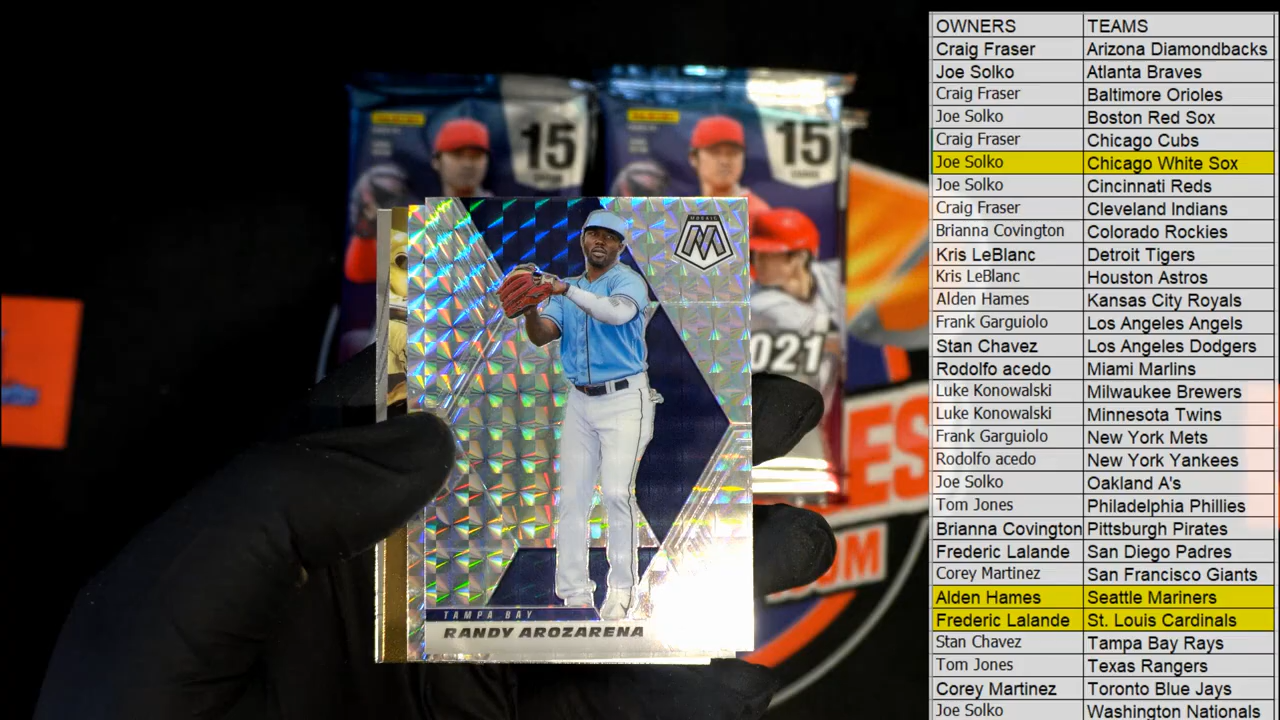 15
15
MOSAIC
2021
ES
OM
TAMPA BAY
RANDY AROZARENA
OWNERS TEAMS
Craig Fraser Arizona Diamondbacks
Joe Solko Atlanta Braves
Craig Fraser Baltimore Orioles
Joe Solko Boston Red Sox
Craig Fraser Chicago Cubs
Joe Solko Chicago White Sox
Joe Solko Cincinnati Reds
Craig Fraser Cleveland Indians
Brianna Covington Colorado Rockies
Kris LeBlanc Detroit Tigers
Kris LeBlanc Houston Astros
Alden Hames Kansas City Royals
Frank Garguiolo Los Angeles Angels
Stan Chavez Los Angeles Dodgers
Rodolfo acedo Miami Marlins
Luke Konowalski Milwaukee Brewers
Luke Konowalski Minnesota Twins
Frank Garguiolo New York Mets
Rodolfo acedo New York Yankees
Joe Solko Oakland A's
Tom Jones Philadelphia Phillies
Brianna Covington Pittsburgh Pirates
Frederic Lalande San Diego Padres
Corey Martinez San Francisco Giants
Alden Hames Seattle Mariners
Frederic Lalande St. Louis Cardinals
Stan Chavez Tampa Bay Rays
Tom Jones Texas Rangers
Corey Martinez Toronto Blue Jays
Joe Solko Washington Nationals